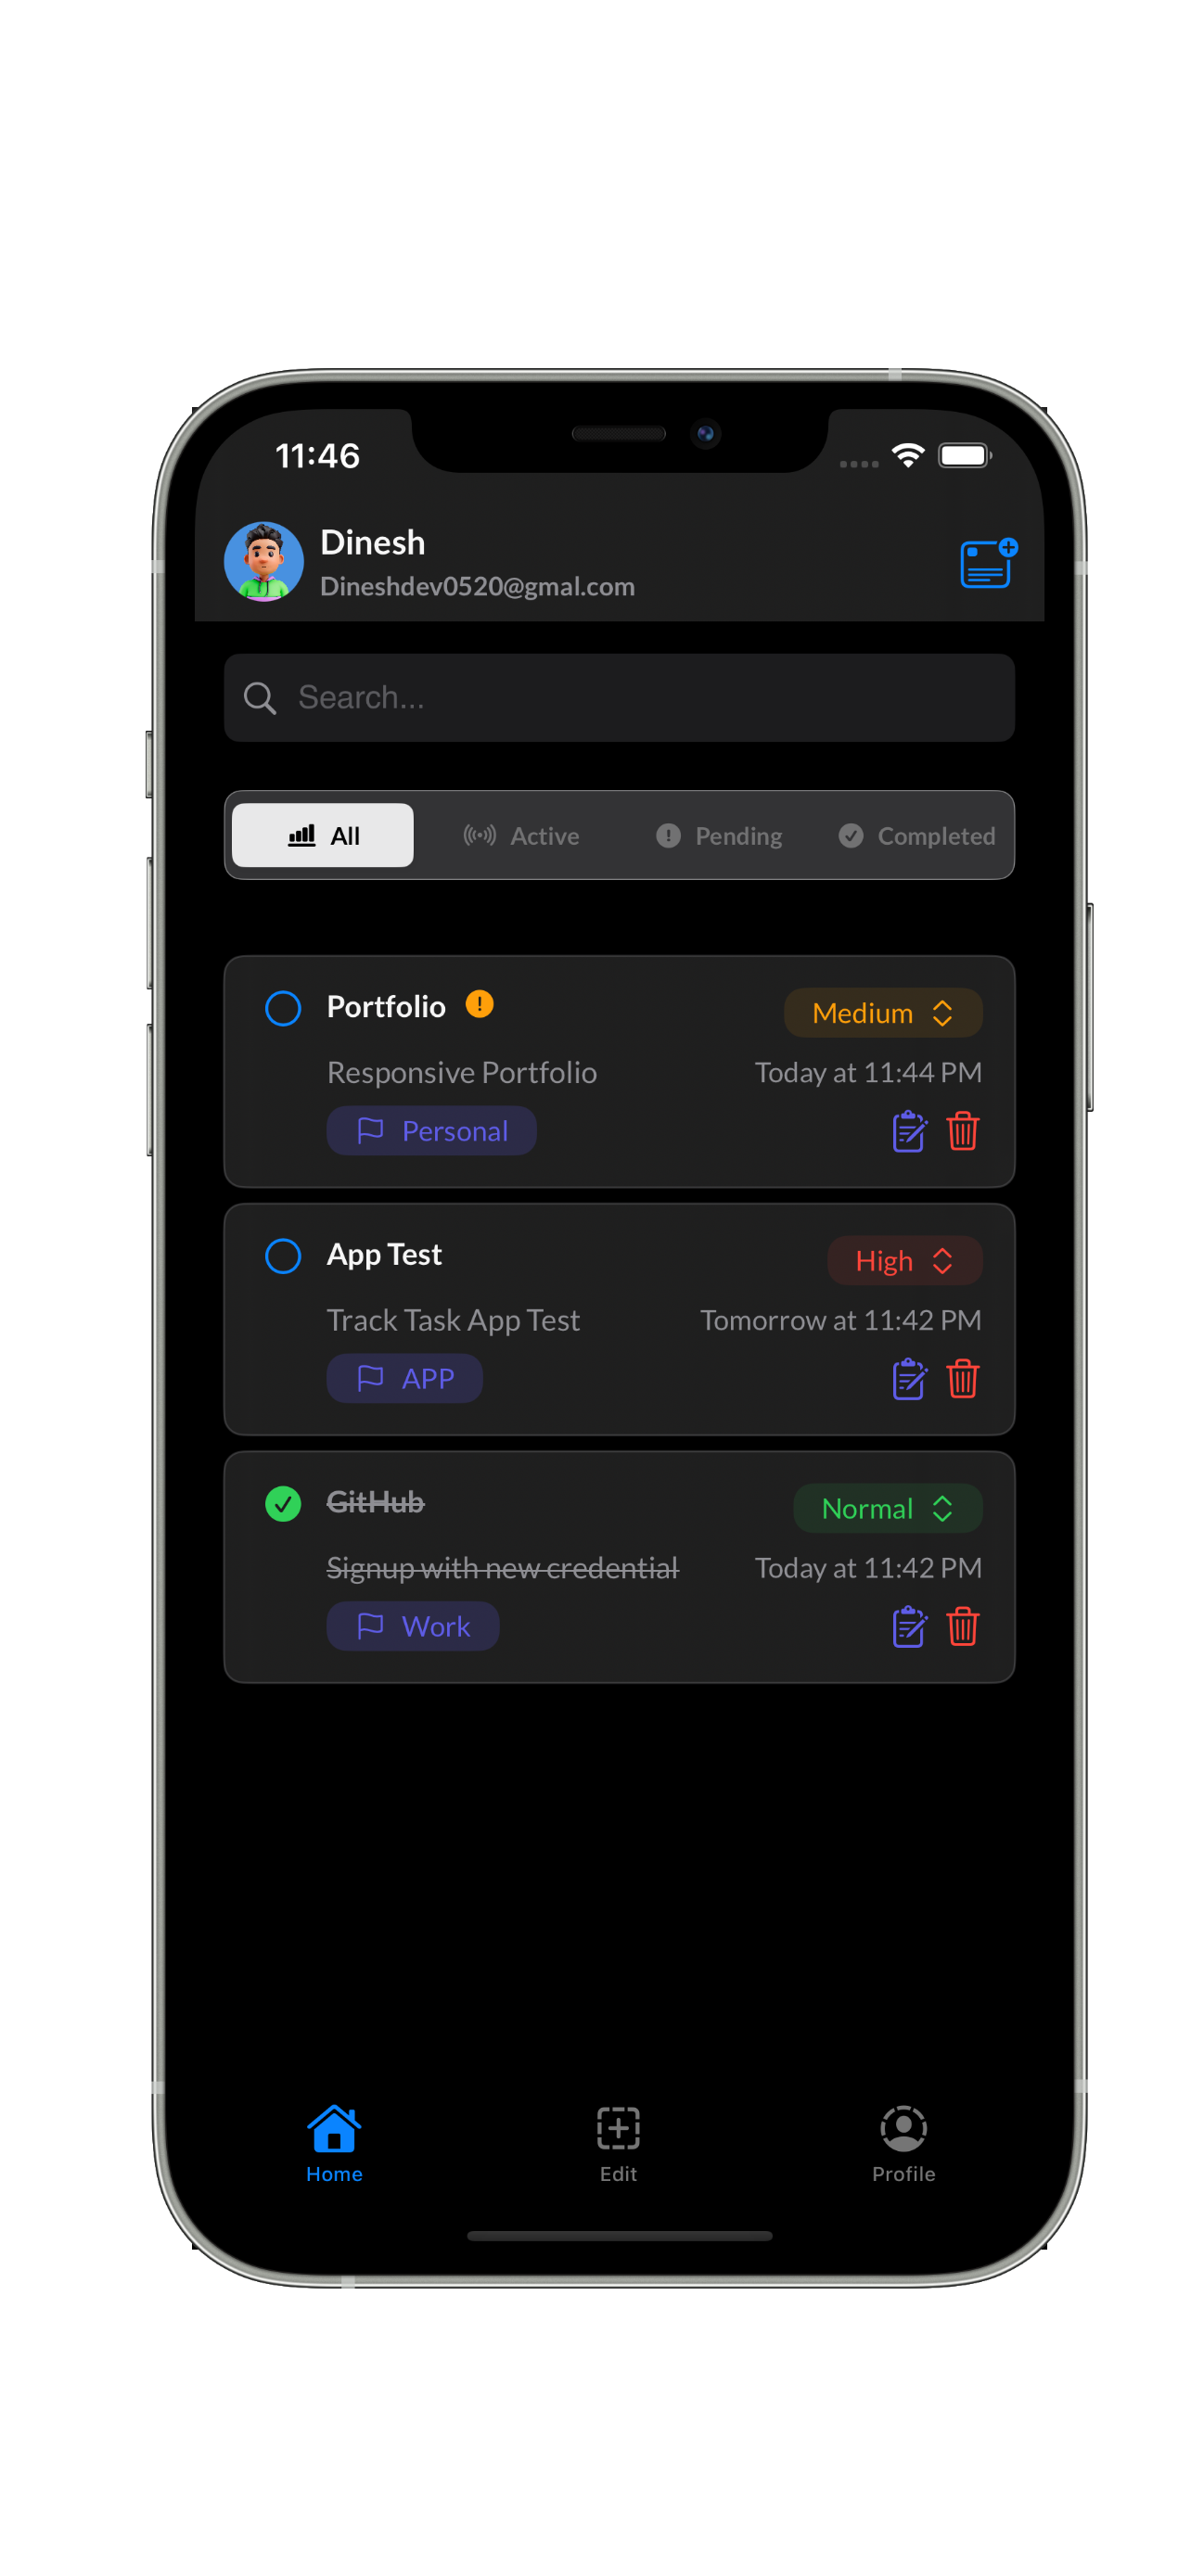 11:46
Dinesh
Dineshdev0520@gmal.com
Search...
All Active Pending Completed
Portfolio Medium
Responsive Portfolio Today at 11:44 PM
Personal
App Test High
Track Task App Test Tomorrow at 11:42 PM
APP
GitHub Normal
Signup with new credential Today at 11:42 PM
Work
Home Edit Profile